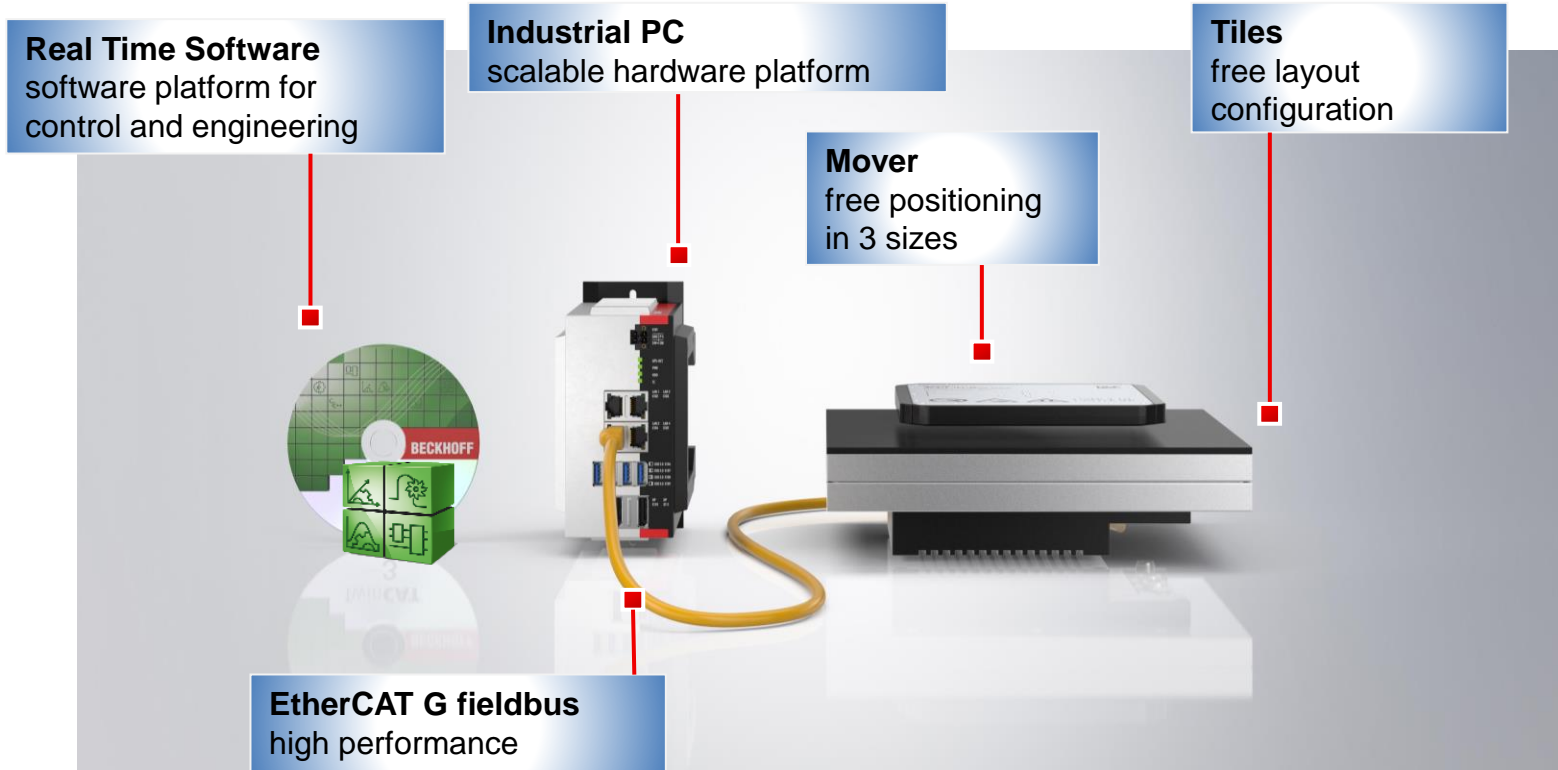 Real Time Software
software platform for
control and engineering
Industrial PC
scalable hardware platform
Tiles
free layout
configuration
Mover
free positioning
in 3 sizes
BECKHOFF
EtherCAT G fieldbus
high performance